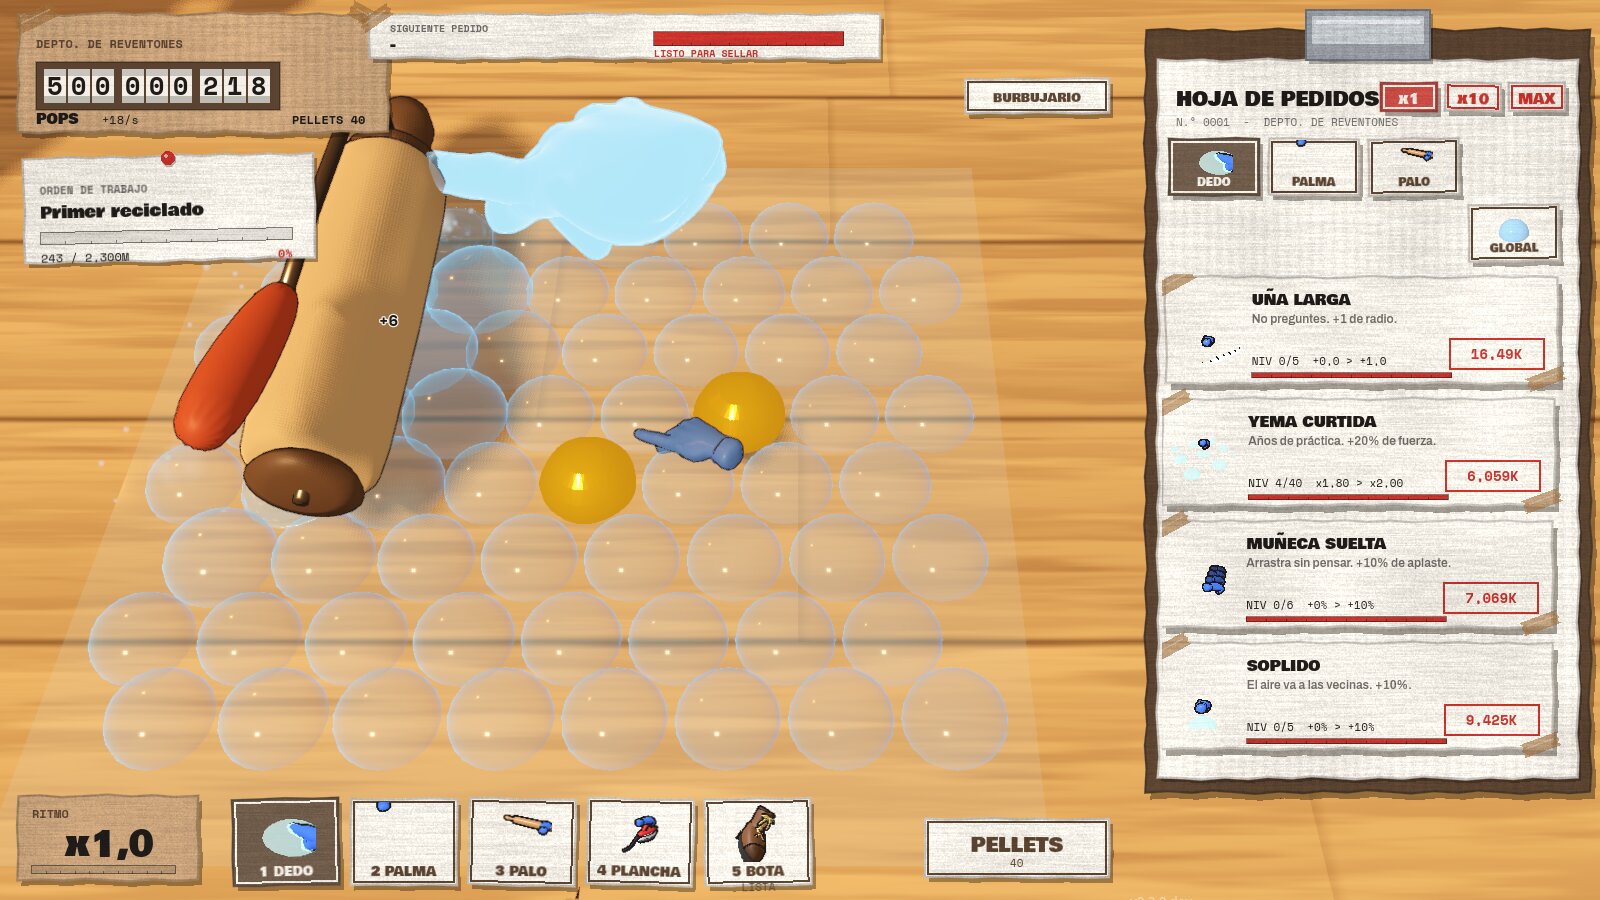 DEPTO. DE REVENTONES
500 000 218
POPS +18/s PELLETS 40
SIGUIENTE PEDIDO
-
LISTO PARA SELLAR
BURBUJARIO
ORDEN DE TRABAJO
Primer reciclado
0%
243 / 2,300M
+6
HOJA DE PEDIDOS x1 x10 MAX
N.° 0001 - DEPTO. DE REVENTONES
DEDO PALMA PALO
GLOBAL
UÑA LARGA
No preguntes. +1 de radio.
NIV 0/5 +0,0 > +1,0
16,49K
YEMA CURTIDA
Años de práctica. +20% de fuerza.
NIV 4/40 x1,80 > x2,00
6,059K
MUÑECA SUELTA
Arrastra sin pensar. +10% de aplaste.
NIV 0/6 +0% > +10%
7,069K
SOPLIDO
El aire va a las vecinas. +10%.
NIV 0/5 +0% > +10%
9,425K
RITMO
x1,0
1 DEDO 2 PALMA 3 PALO 4 PLANCHA 5 BOTA
LISTA
PELLETS
40